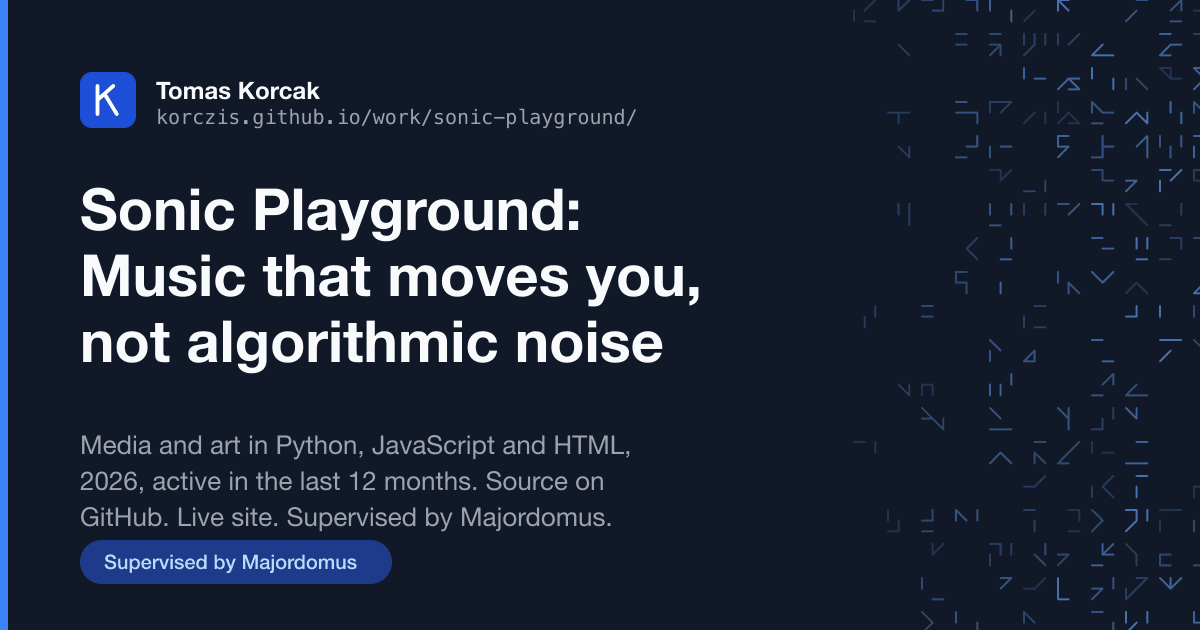 K
Tomas Korcak
korczis.github.io/work/sonic-playground/
Sonic Playground:
Music that moves you,
not algorithmic noise
Media and art in Python, JavaScript and HTML,
2026, active in the last 12 months. Source on
GitHub. Live site. Supervised by Majordomus.
Supervised by Majordomus